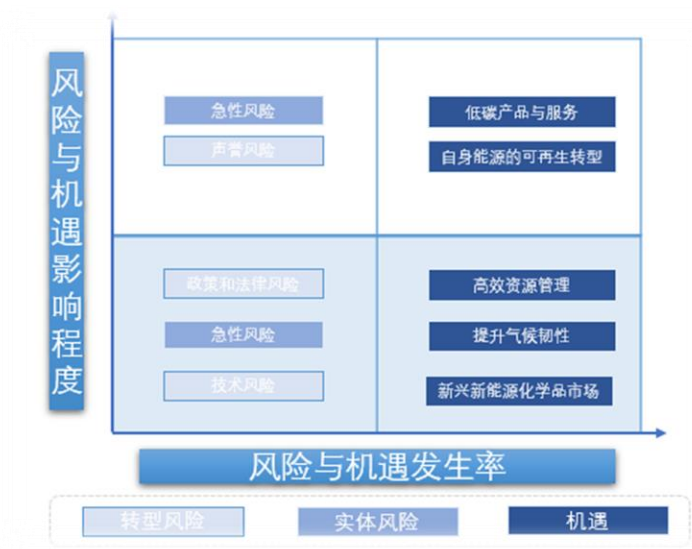 风险与机遇影响程度
急性风险
低碳产品与服务
声誉风险
自身能源的可再生转型
政策和法律风险
高效资源管理
急性风险
提升气候韧性
技术风险
新兴新能源化学品市场
风险与机遇发生率
转型风险
实体风险
机遇